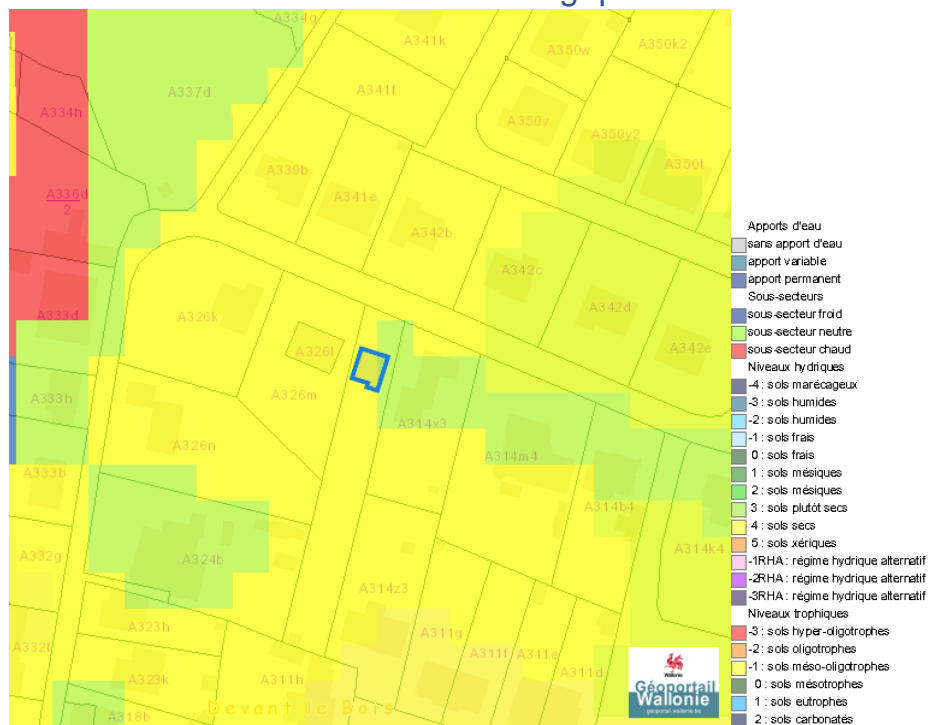 A334g
A341k
A350w
A350k2
A337d
A341f
A334h
A350v
A350y2
A350t
A339b
A341e
A336d
2
A342b
A342c
A342d
A333d
A326k
A326l
A342e
A333h
A326m
A314x3
A326n
A314m4
A333b
A314b4
A332g
A324b
A314k4
A314z3
A323h
A311g
A332f
A311f
A311e
A323k
A311h
A311d
A318b
Devant le Bois
Wallonie
Géoportail
Wallonie
geoportail.wallonie.be
Apports d'eau
sans apport d'eau
apport variable
apport permanent
Sous-secteurs
sous-secteur froid
sous-secteur neutre
sous-secteur chaud
Niveaux hydriques
-4 : sols marécageux
-3 : sols humides
-2 : sols humides
-1 : sols frais
0 : sols frais
1 : sols mésiques
2 : sols mésiques
3 : sols plutôt secs
4 : sols secs
5 : sols xériques
-1RHA : régime hydrique alternatif
-2RHA : régime hydrique alternatif
-3RHA : régime hydrique alternatif
Niveaux trophiques
-3 : sols hyper-oligotrophes
-2 : sols oligotrophes
-1 : sols méso-oligotrophes
0 : sols mésotrophes
1 : sols eutrophes
2 : sols carbonatés